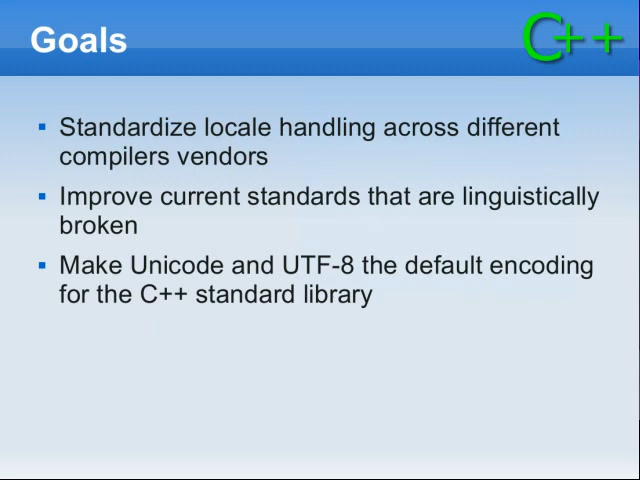 Goals
C++
Standardize locale handling across different
compilers vendors
Improve current standards that are linguistically
broken
Make Unicode and UTF-8 the default encoding
for the C++ standard library